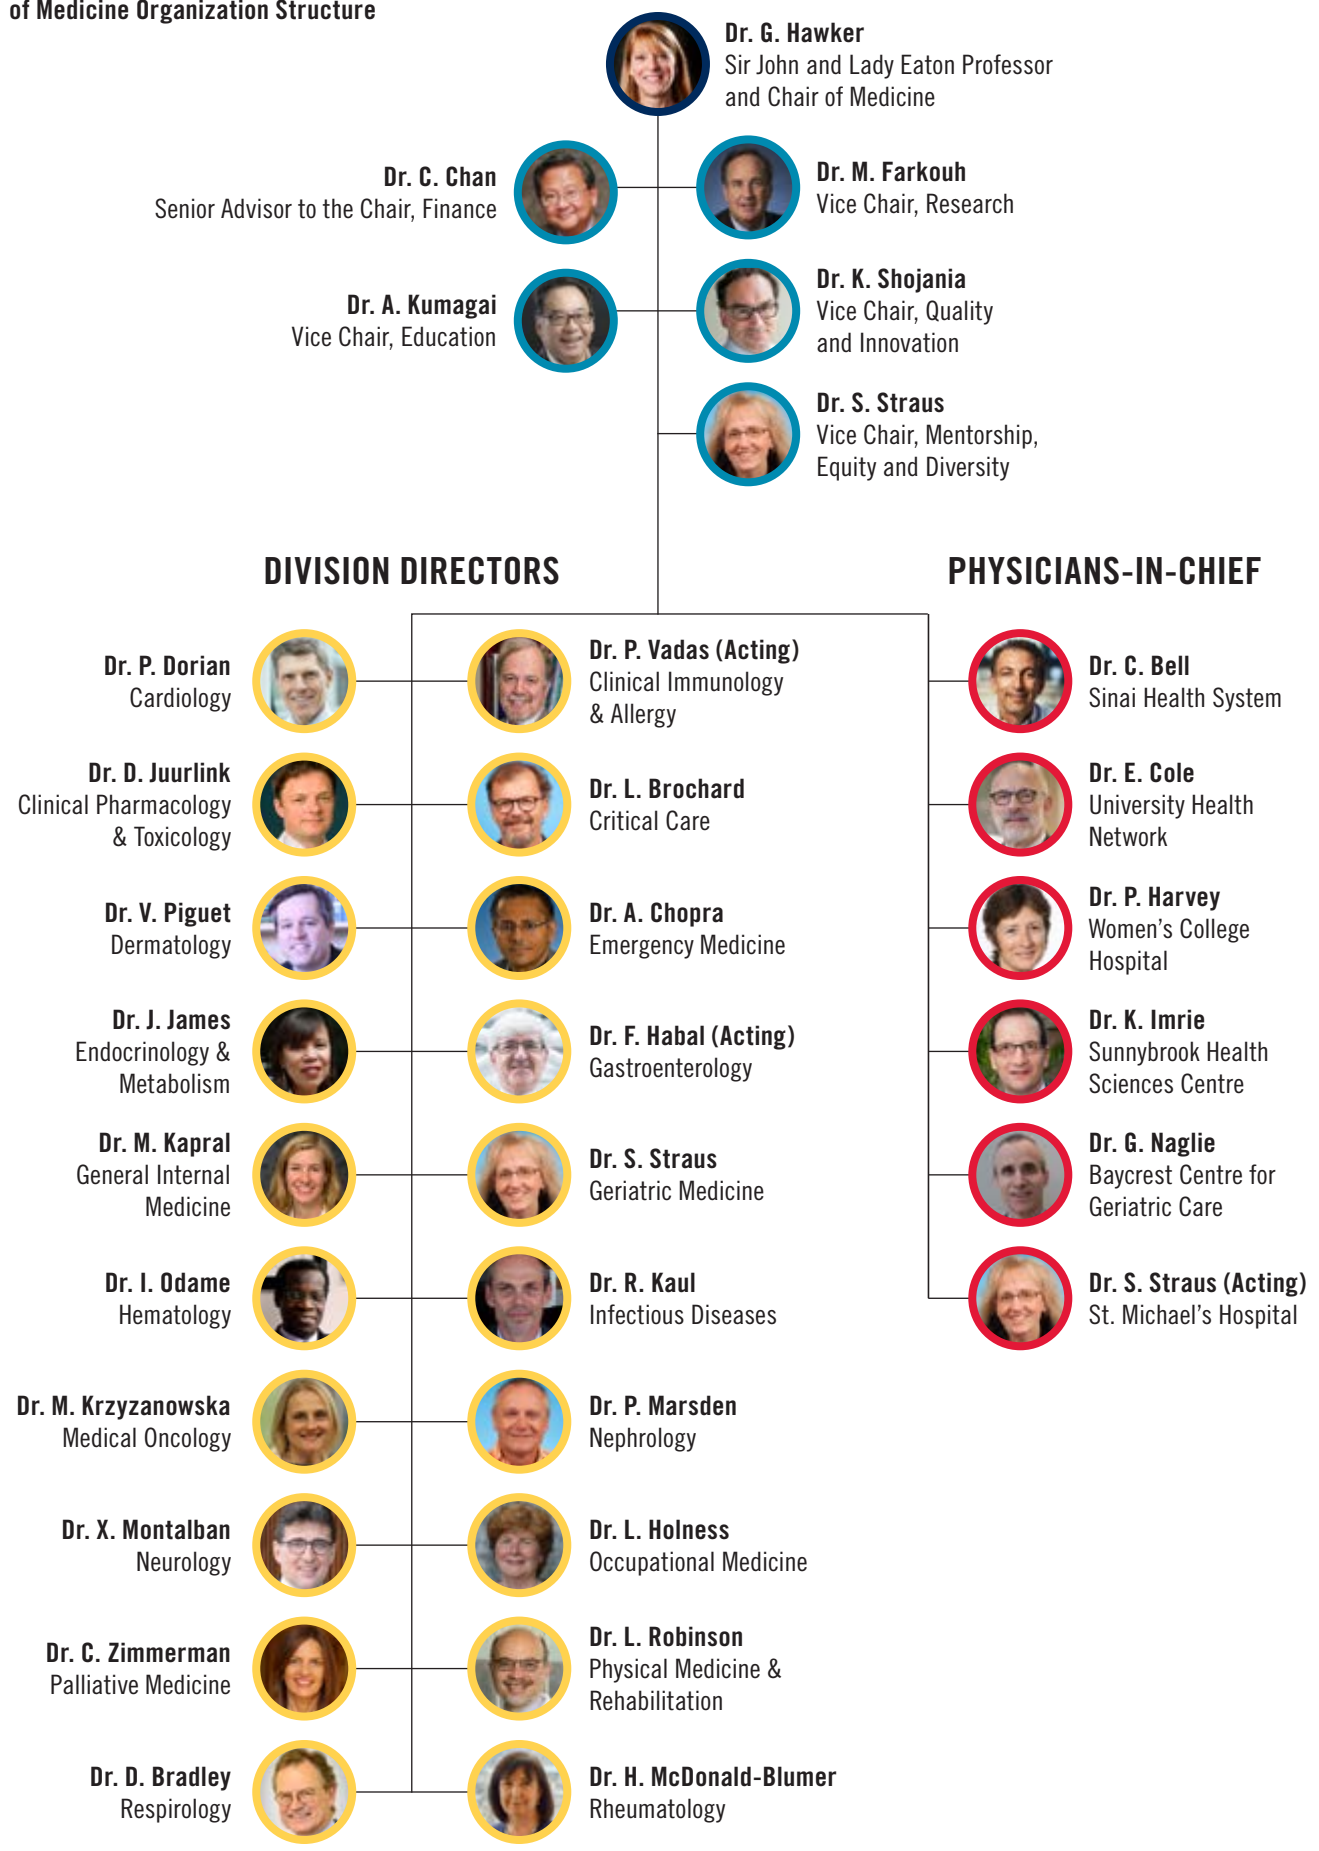 of Medicine Organization Structure
Dr. G. Hawker
Sir John and Lady Eaton Professor
and Chair of Medicine
Dr. C. Chan
Senior Advisor to the Chair, Finance
Dr. M. Farkouh
Vice Chair, Research
Dr. A. Kumagai
Vice Chair, Education
Dr. K. Shojania
Vice Chair, Quality
and Innovation
Dr. S. Straus
Vice Chair, Mentorship,
Equity and Diversity
DIVISION DIRECTORS
Dr. P. Dorian
Cardiology
Dr. P. Vadas (Acting)
Clinical Immunology
& Allergy
Dr. D. Juurlink
Clinical Pharmacology
& Toxicology
Dr. L. Brochard
Critical Care
Dr. V. Piguet
Dermatology
Dr. A. Chopra
Emergency Medicine
Dr. J. James
Endocrinology &
Metabolism
Dr. F. Habal (Acting)
Gastroenterology
Dr. M. Kapral
General Internal
Medicine
Dr. S. Straus
Geriatric Medicine
Dr. I. Odame
Hematology
Dr. R. Kaul
Infectious Diseases
Dr. M. Krzyzanowska
Medical Oncology
Dr. P. Marsden
Nephrology
Dr. X. Montalban
Neurology
Dr. L. Holness
Occupational Medicine
Dr. C. Zimmerman
Palliative Medicine
Dr. L. Robinson
Physical Medicine &
Rehabilitation
Dr. D. Bradley
Respirology
Dr. H. McDonald-Blumer
Rheumatology
PHYSICIANS-IN-CHIEF
Dr. C. Bell
Sinai Health System
Dr. E. Cole
University Health
Network
Dr. P. Harvey
Women's College
Hospital
Dr. K. Imrie
Sunnybrook Health
Sciences Centre
Dr. G. Naglie
Baycrest Centre for
Geriatric Care
Dr. S. Straus (Acting)
St. Michael's Hospital